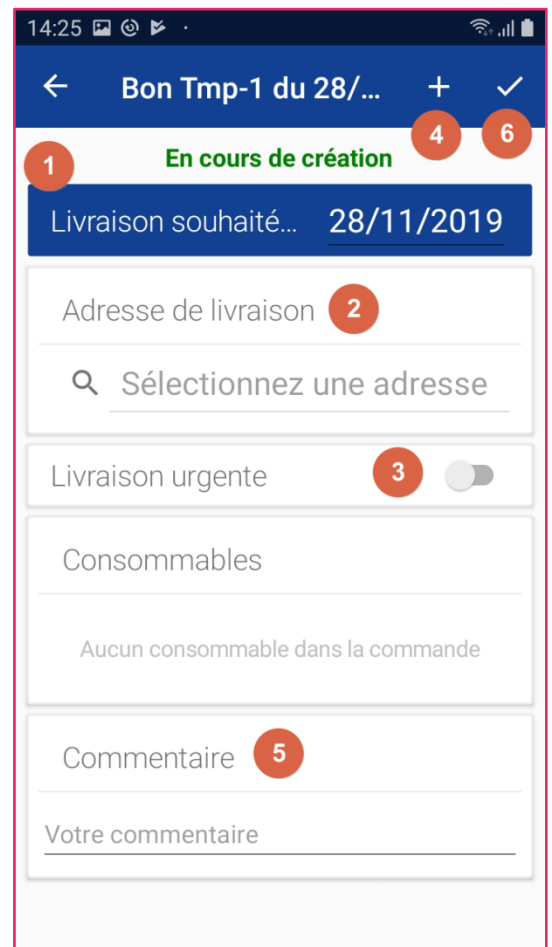 14:25
Bon Tmp-1 du 28/...
4
6
1
En cours de création
Livraison souhaité... 28/11/2019
Adresse de livraison 2
Sélectionnez une adresse
Livraison urgente 3
Consommables
Aucun consommable dans la commande
Commentaire 5
Votre commentaire